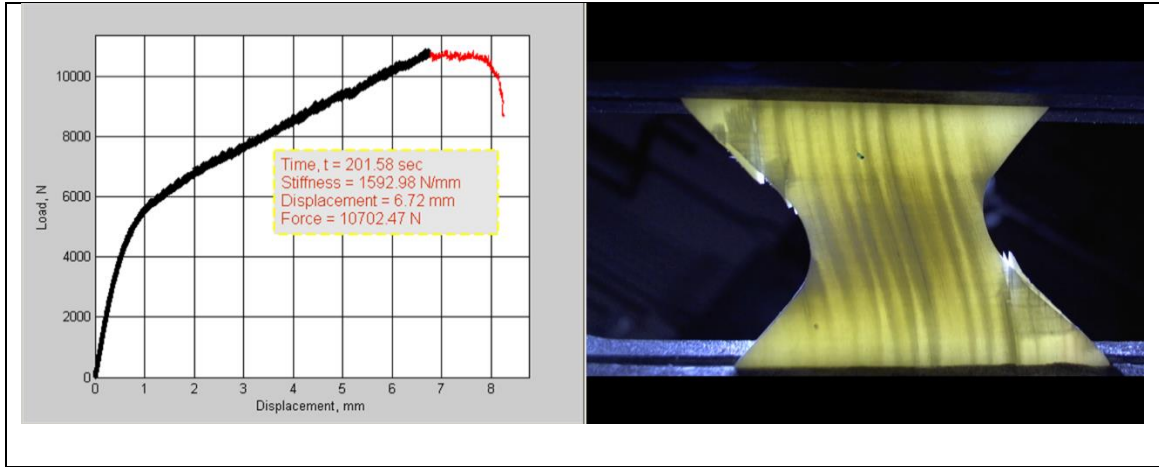 10000
8000
6000
4000
2000
0
Load, N
Time, t = 201.58 sec
Stiffness = 1592.98 N/mm
Displacement = 6.72 mm
Force = 10702.47 N
0 1 2 3 4 5 6 7 8
Displacement, mm